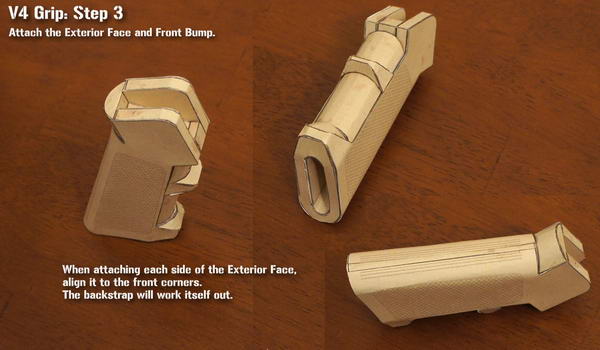 V4 Grip: Step 3
Attach the Exterior Face and Front Bump.
When attaching each side of the Exterior Face,
align it to the front corners.
The backstrap will work itself out.